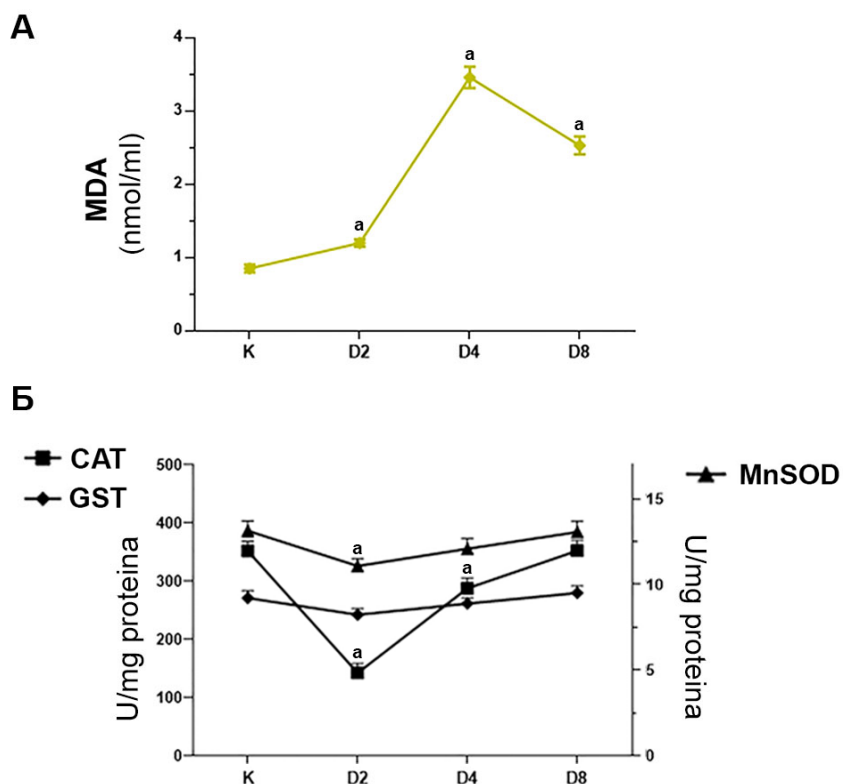 А
MDA
(nmol/ml)
4
3
2
1
0
a
a
a
K
D2
D4
D8
Б
CAT
GST
MnSOD
U/mg proteina
500
400
300
200
100
0
a
a
a
15
10
5
0
U/mg proteina
K
D2
D4
D8